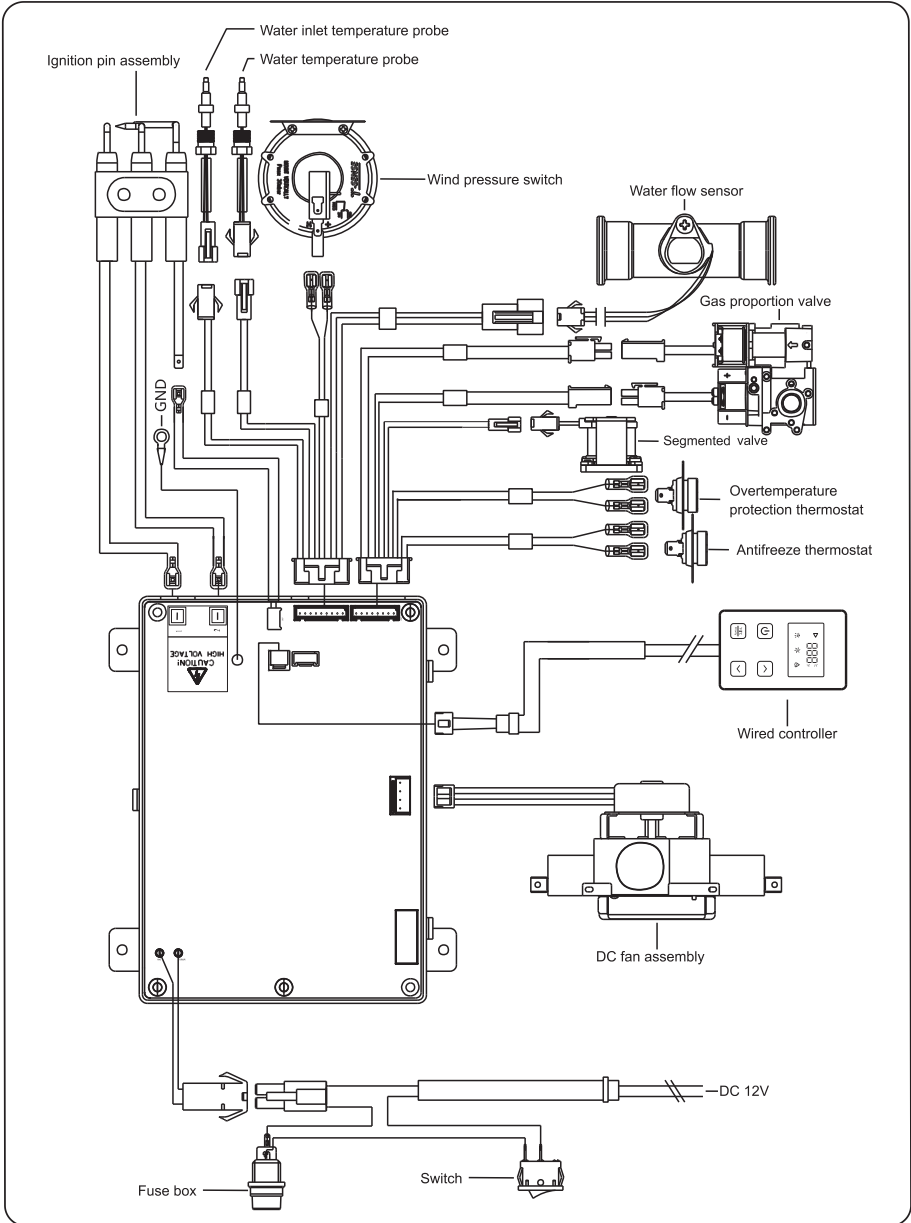 Water inlet temperature probe
Ignition pin assembly
Water temperature probe
Wind pressure switch
Water flow sensor
Gas proportion valve
GND
Segmented valve
Overtemperature
protection thermostat
Antifreeze thermostat
CAUTION!
HIGH VOLTAGE
Wired controller
DC fan assembly
DC 12V
Switch
Fuse box